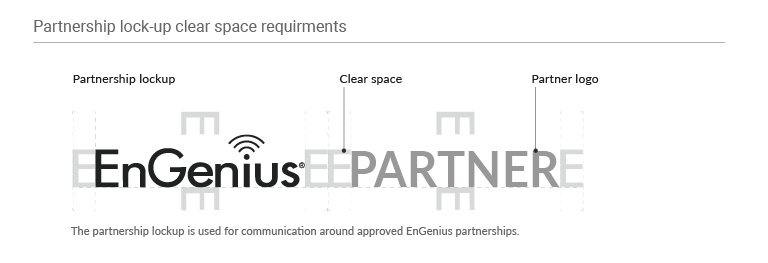 Partnership lock-up clear space requirments
Partnership lockup
Clear space
Partner logo
E E
E EnGenius® EE PARTNER E
E E
The partnership lockup is used for communication around approved EnGenius partnerships.